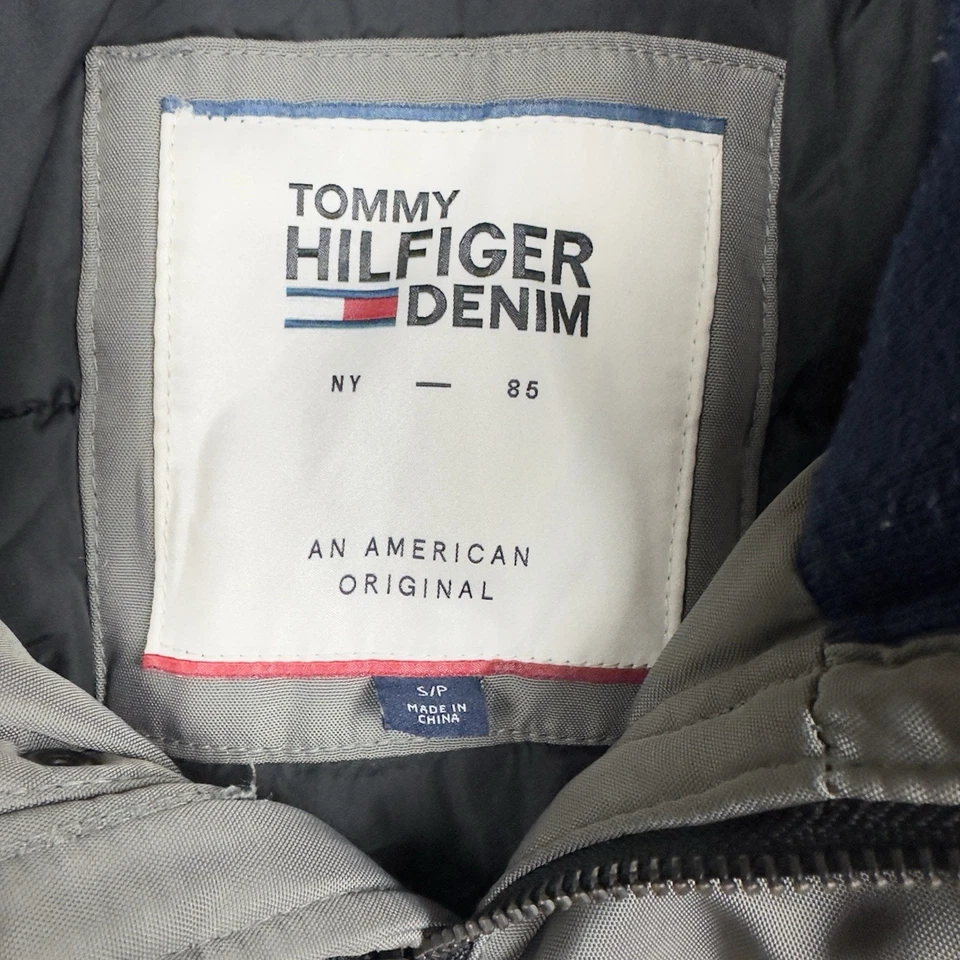 TOMMY
HILFIGER
DENIM
NY — 85
AN AMERICAN
ORIGINAL
S/P
MADE IN
CHINA